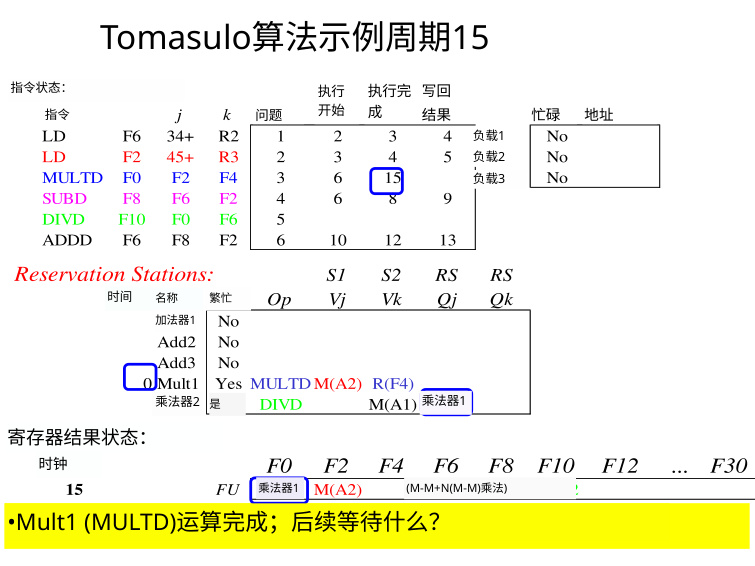 Tomasulo算法示例周期15
指令状态： 执行 执行完 写回
指令 j k 问题 开始 成 结果 忙碌 地址
LD F6 34+ R2 1 2 3 4 负载1 No
LD F2 45+ R3 2 3 4 5 负载2 No
MULTD F0 F2 F4 3 6 15 负载3 No
SUBD F8 F6 F2 4 6 8 9
DIVD F10 F0 F6 5
ADDD F6 F8 F2 6 10 12 13
Reservation Stations: S1 S2 RS RS
时间 名称 繁忙 Op Vj Vk Qj Qk
加法器1 No
Add2 No
Add3 No
0 Mult1 Yes MULTD M(A2) R(F4)
乘法器2 是 DIVD M(A1) 乘法器1
寄存器结果状态：
时钟 F0 F2 F4 F6 F8 F10 F12 ... F30
15 FU 乘法器1 M(A2) (M-M+N(M-M)乘法)
•Mult1 (MULTD)运算完成；后续等待什么？